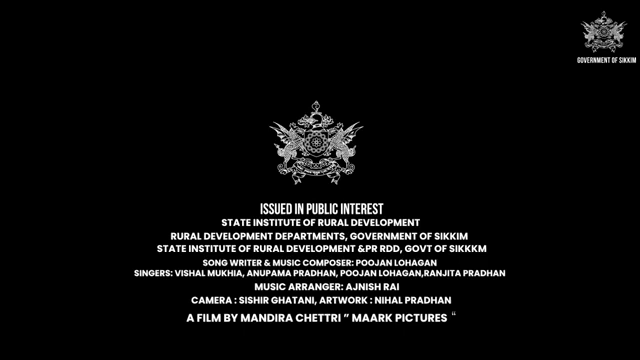 GOVERNMENT OF SIKKIM
ISSUED IN PUBLIC INTEREST
STATE INSTITUTE OF RURAL DEVELOPMENT
RURAL DEVELOPMENT DEPARTMENTS, GOVERNMENT OF SIKKIM
STATE INSTITUTE OF RURAL DEVELOPMENT &PR RDD, GOVT OF SIKKKM
SONG WRITER & MUSIC COMPOSER: POOJAN LOHAGAN
SINGERS: VISHAL MUKHIA, ANUPAMA PRADHAN, POOJAN LOHAGAN,RANJITA PRADHAN
MUSIC ARRANGER: AJNISH RAI
CAMERA : SISHIR GHATANI, ARTWORK : NIHAL PRADHAN
A FILM BY MANDIRA CHETTRI ” MAARK PICTURES “